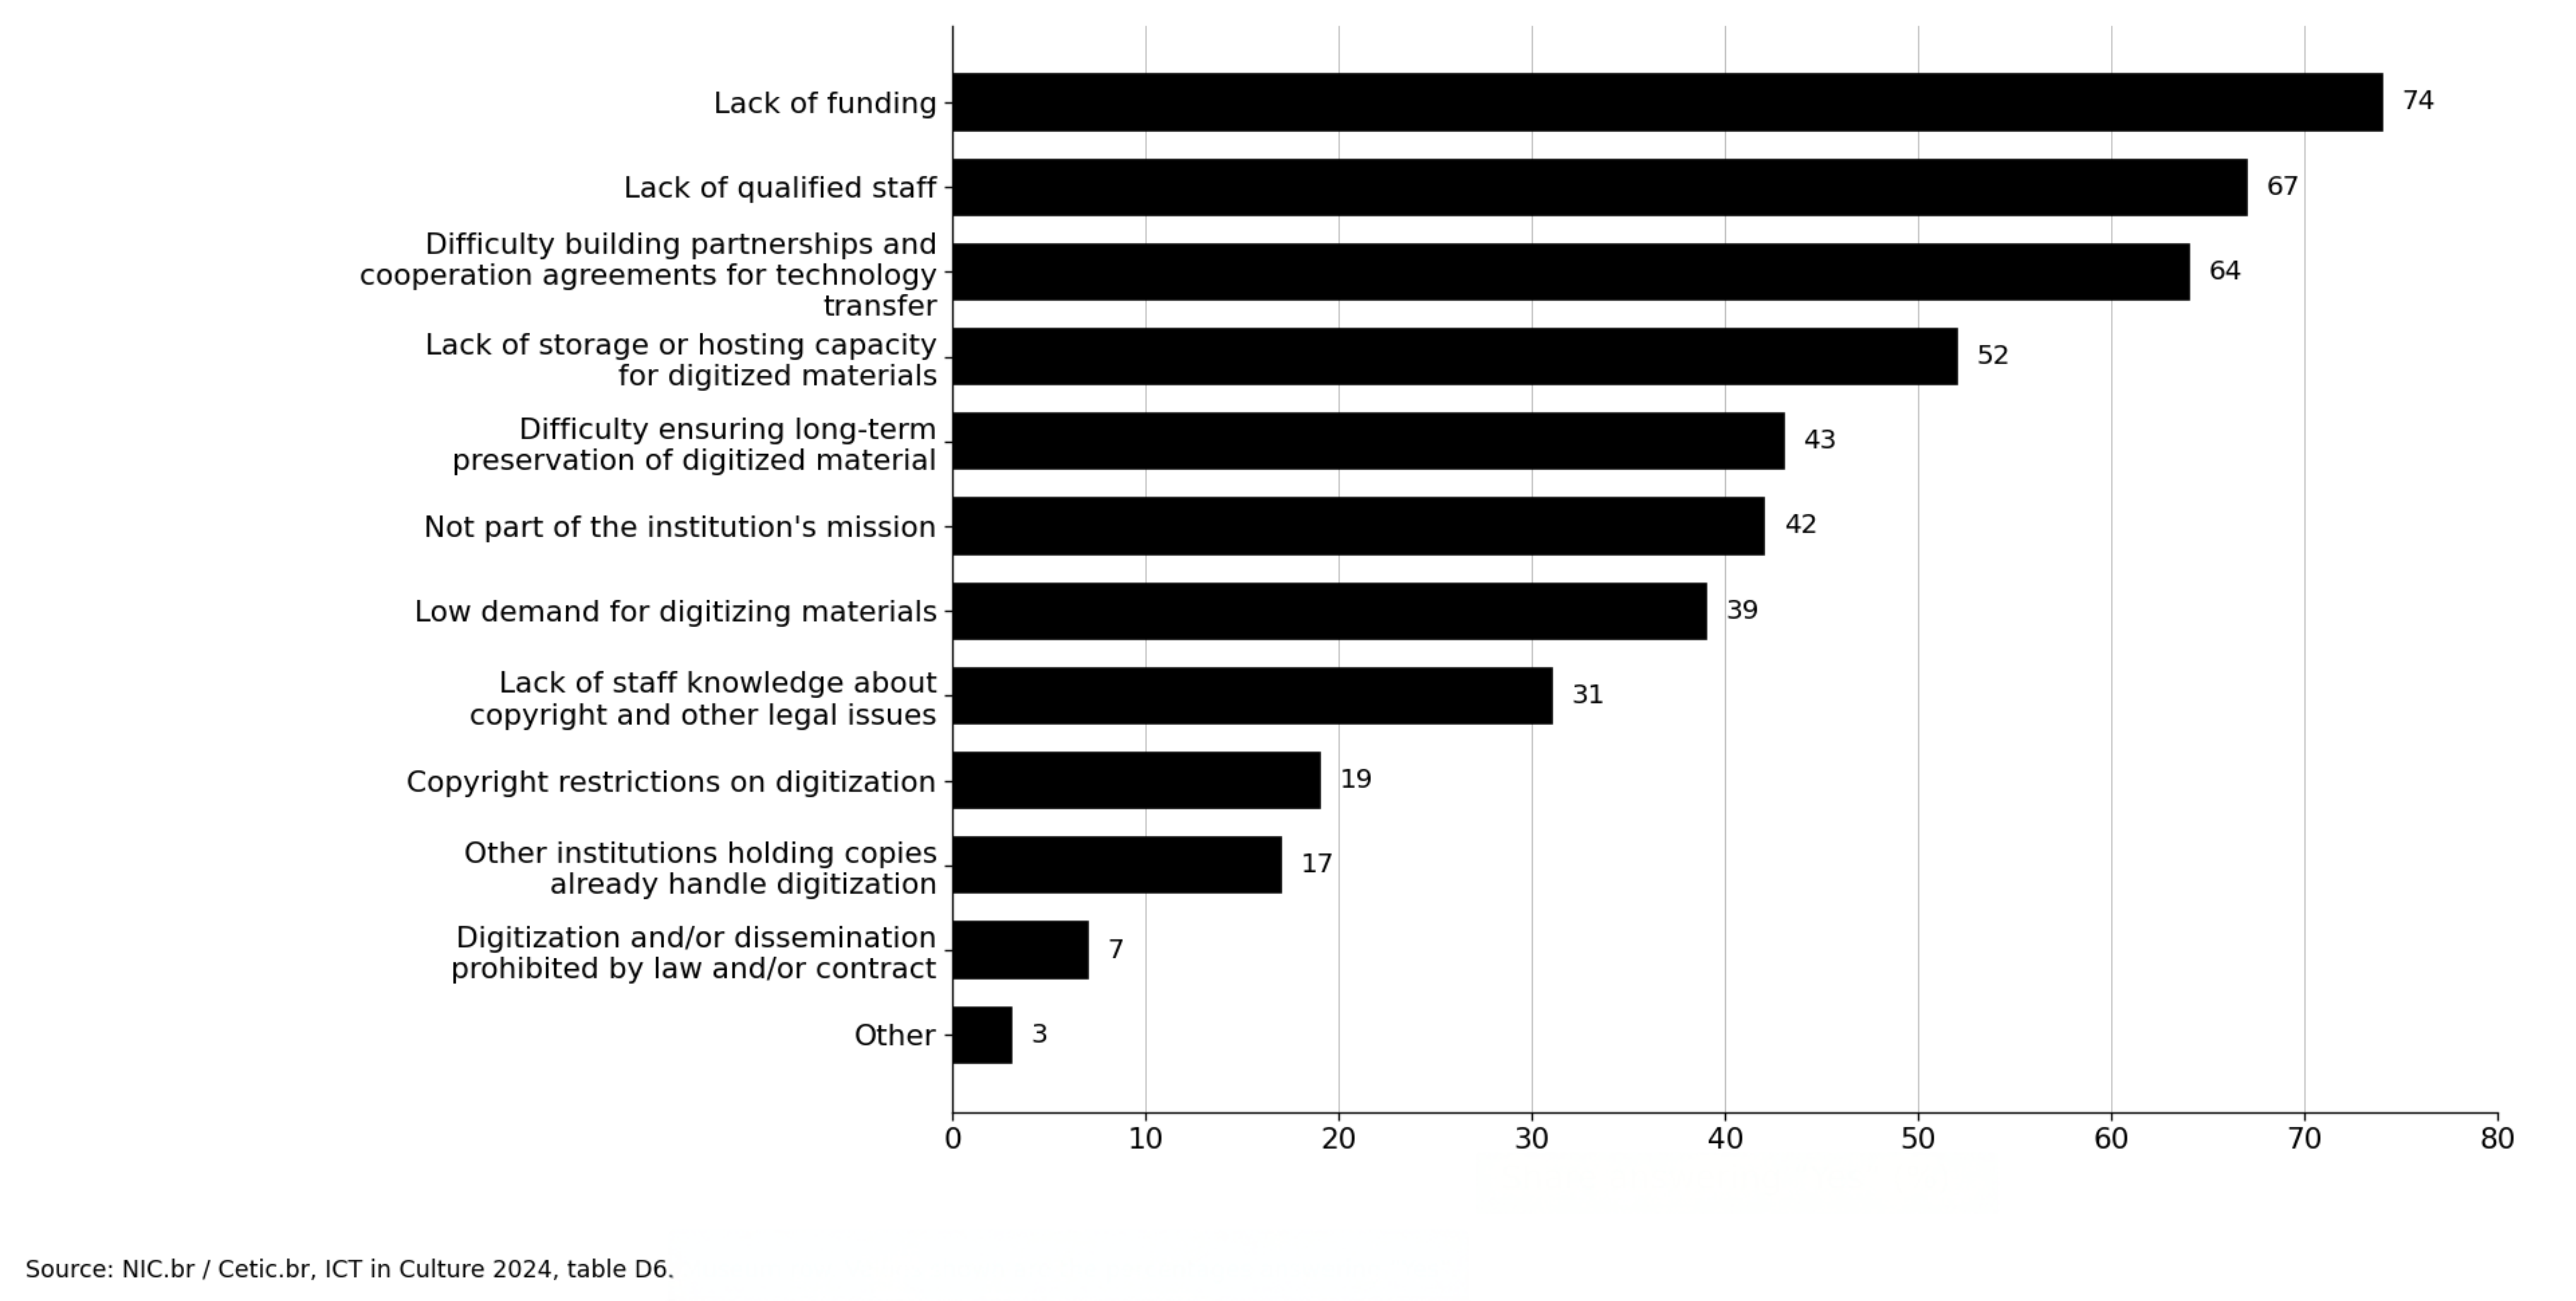 Lack of funding
74
Lack of qualified staff
67
Difficulty building partnerships and
cooperation agreements for technology
transfer
64
Lack of storage or hosting capacity
for digitized materials
52
Difficulty ensuring long-term
preservation of digitized material
43
Not part of the institution's mission
42
Low demand for digitizing materials
39
Lack of staff knowledge about
copyright and other legal issues
31
Copyright restrictions on digitization
19
Other institutions holding copies
already handle digitization
17
Digitization and/or dissemination
prohibited by law and/or contract
7
Other
3
0 10 20 30 40 50 60 70 80
Source: NIC.br / Cetic.br, ICT in Culture 2024, table D6.